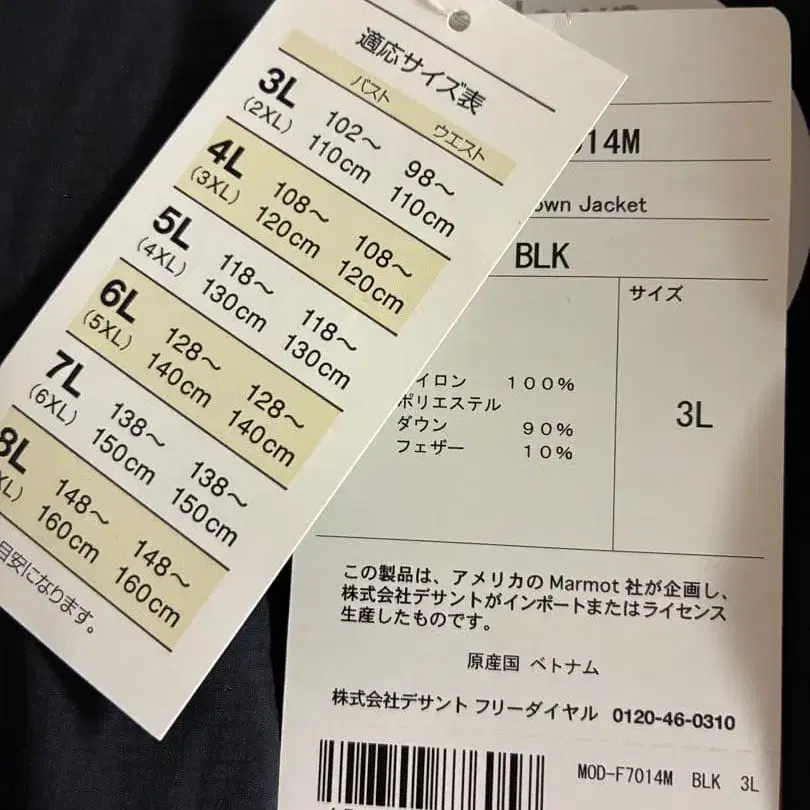 適応サイズ表
バスト ウエスト
3L
(2XL)
102～
110cm
98～
110cm
4L
(3XL)
108～
120cm
108～
120cm
5L
(4XL)
118～
130cm
118～
130cm
6L
(5XL)
128～
140cm
128～
140cm
7L
(6XL)
138～
150cm
138～
150cm
8L
XL)
148～
160cm
148～
160cm
目安になります。
014M
own Jacket
BLK
サイズ
3L
イロン 100%
ポリエステル
ダウン 90%
フェザー 10%
この製品は、アメリカのMarmot社が企画し、
株式会社デサントがインポートまたはライセンス
生産したものです。
原産国 ベトナム
株式会社デサント フリーダイヤル 0120-46-0310
MOD-F7014M BLK 3L